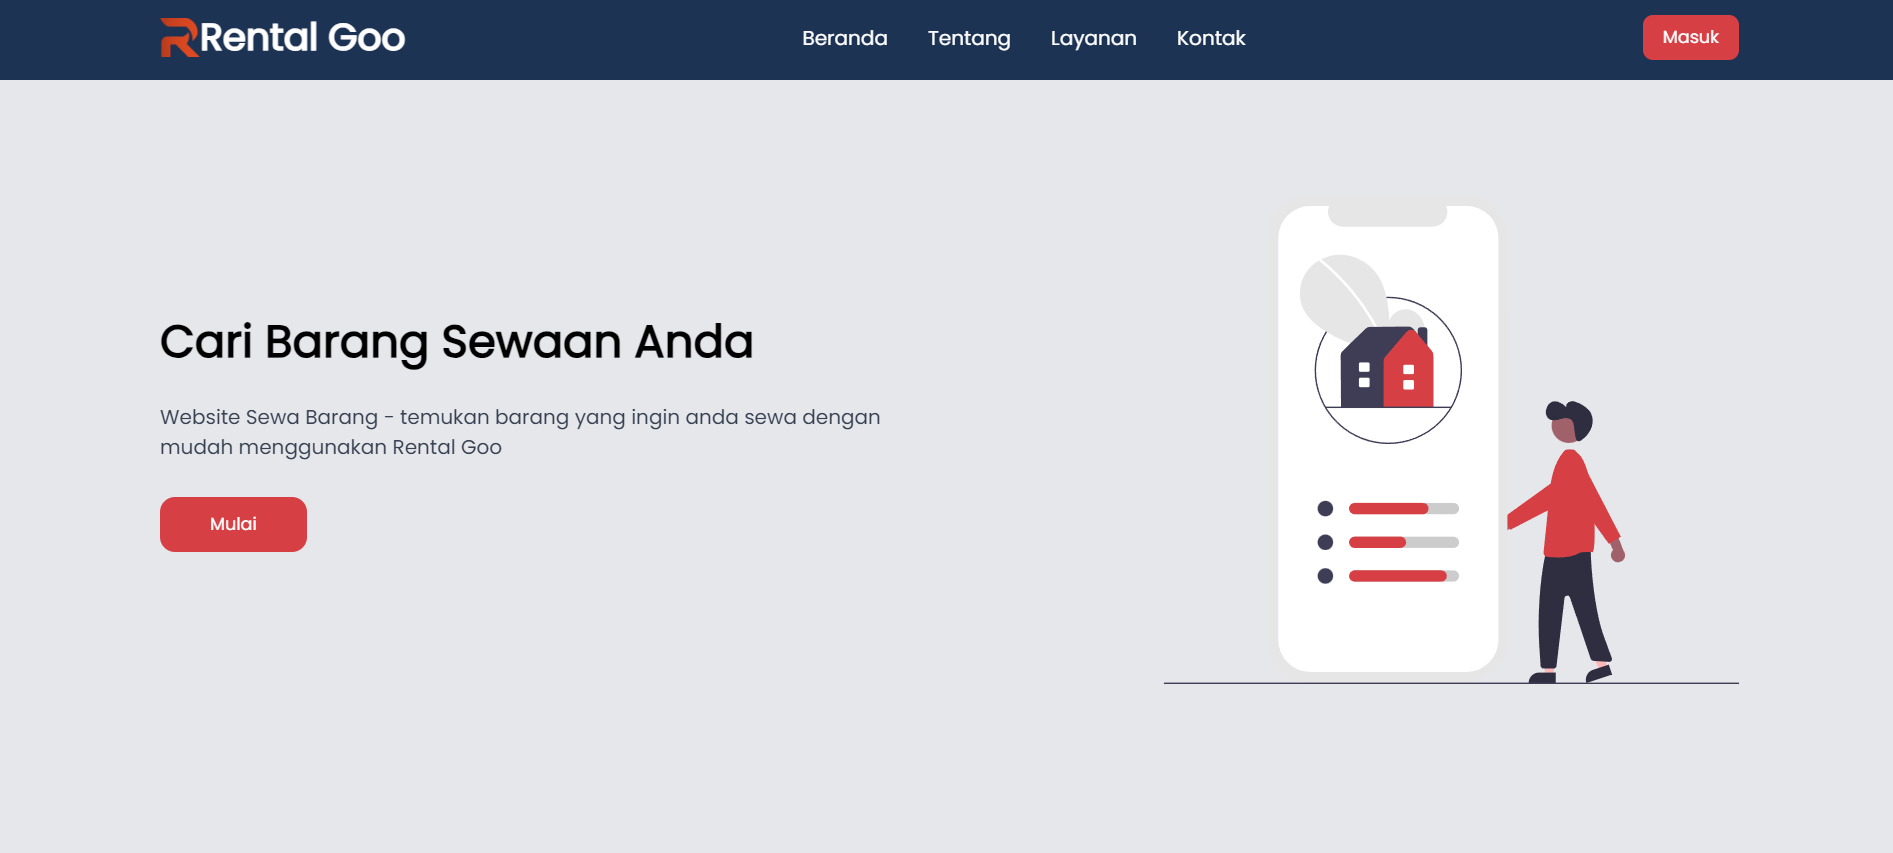 Rental Goo
Beranda Tentang Layanan Kontak
Masuk
Cari Barang Sewaan Anda
Website Sewa Barang - temukan barang yang ingin anda sewa dengan
mudah menggunakan Rental Goo
Mulai